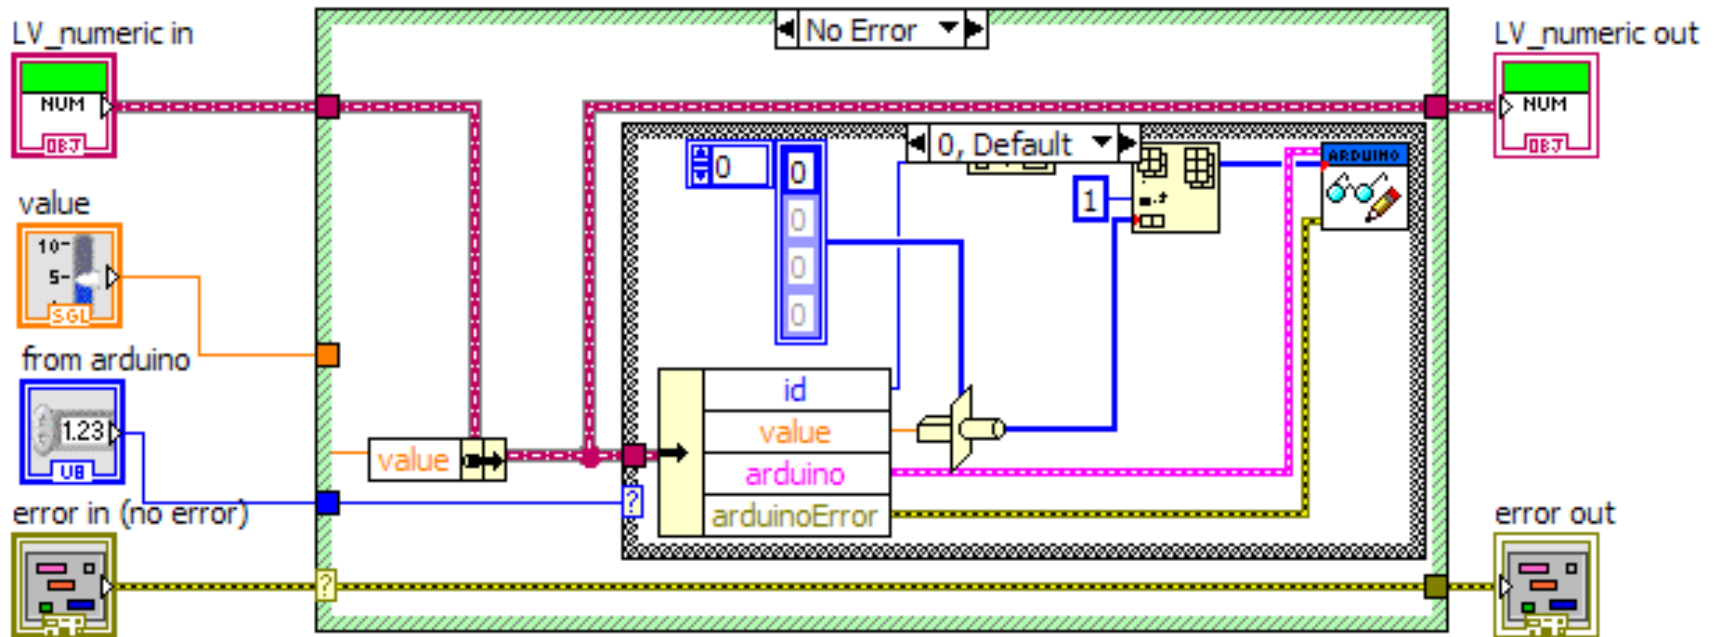 No Error
LV_numeric in
LV_numeric out
NUM
NUM
OBJ
OBJ
0, Default
0
0
0
0
0
1
ARDUINO
value
10
5
SGL
from arduino
1.23
U8
id
value
value
arduino
?
arduinoError
error in (no error)
error out
?